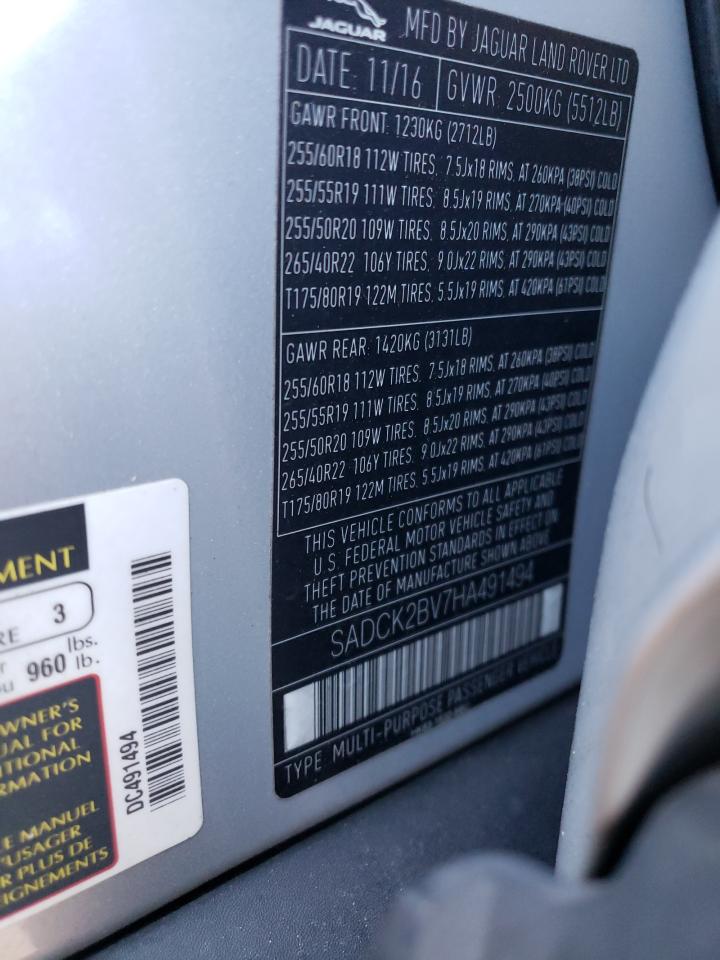 JAGUAR
MFD BY JAGUAR LAND ROVER LTD
DATE: 11/16
GVWR: 2500KG (5512LB)
GAWR FRONT: 1230KG (2712LB)
255/60R18 112W TIRES, 7.5Jx18 RIMS, AT 260KPA (38PSI) COLD
255/55R19 111W TIRES, 8.5Jx19 RIMS, AT 270KPA (40PSI) COLD
255/50R20 109W TIRES, 8.5Jx20 RIMS, AT 290KPA (43PSI) COLD
265/40R22 106Y TIRES, 9.0Jx22 RIMS, AT 290KPA (43PSI) COLD
T175/80R19 122M TIRES, 5.5Jx19 RIMS, AT 420KPA (61PSI) COLD
GAWR REAR: 1420KG (3131LB)
255/60R18 112W TIRES, 7.5Jx18 RIMS, AT 260KPA (38PSI) COLD
255/55R19 111W TIRES, 8.5Jx19 RIMS, AT 270KPA (40PSI) COLD
255/50R20 109W TIRES, 8.5Jx20 RIMS, AT 290KPA (43PSI) COLD
265/40R22 106Y TIRES, 9.0Jx22 RIMS, AT 290KPA (43PSI) COLD
T175/80R19 122M TIRES, 5.5Jx19 RIMS, AT 420KPA (61PSI) COLD
THIS VEHICLE CONFORMS TO ALL APPLICABLE
U.S. FEDERAL MOTOR VEHICLE SAFETY AND
THEFT PREVENTION STANDARDS IN EFFECT ON
THE DATE OF MANUFACTURE SHOWN ABOVE
SADCK2BV7HA491494
TYPE: MULTI-PURPOSE PASSENGER VEHICLE
MENT
RE 3
lbs.
ou 960 lb.
OWNER'S
UAL FOR
ITIONAL
RMATION
LE MANUEL
'USAGER
R PLUS DE
EIGNEMENTS
DC491494